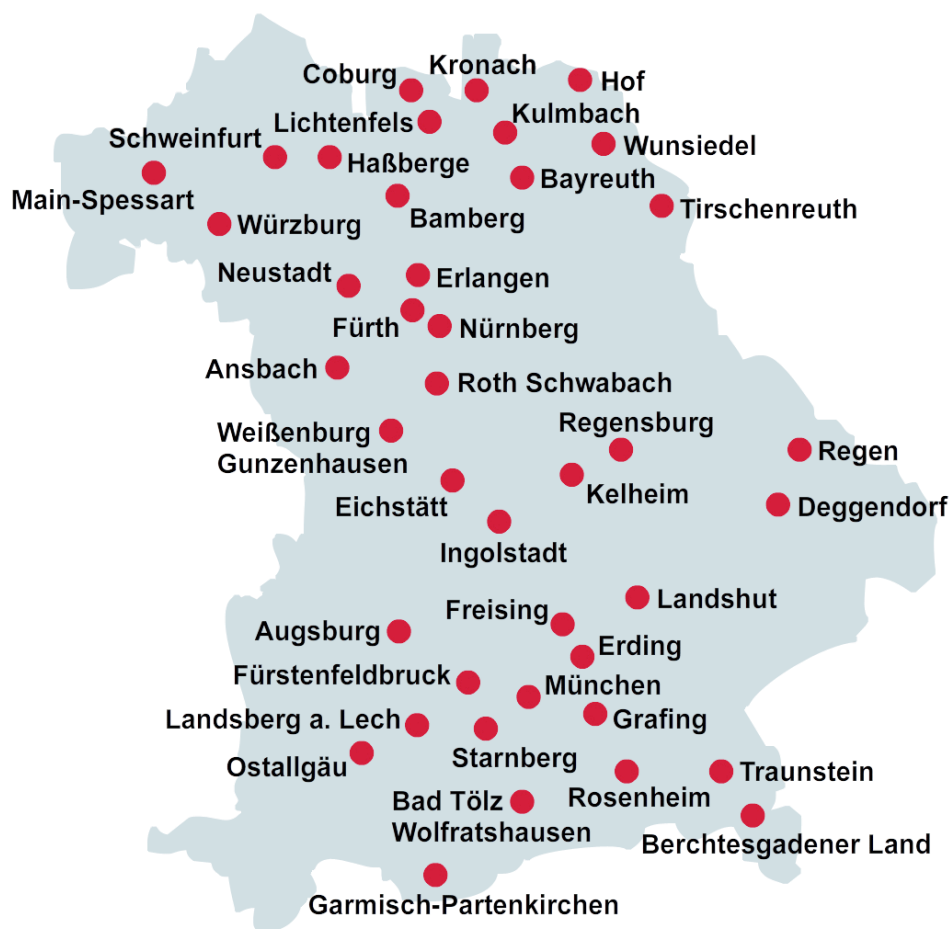 Kronach
Coburg
Hof
Lichtenfels
Kulmbach
Schweinfurt
Haßberge
Wunsiedel
Main-Spessart
Bayreuth
Tirschenreuth
Würzburg
Bamberg
Neustadt
Erlangen
Fürth
Nürnberg
Ansbach
Roth Schwabach
Regensburg
Weißenburg
Gunzenhausen
Regen
Kelheim
Eichstätt
Deggendorf
Ingolstadt
Landshut
Freising
Augsburg
Erding
Fürstenfeldbruck
München
Landsberg a. Lech
Grafing
Starnberg
Ostallgäu
Traunstein
Rosenheim
Bad Tölz
Wolfratshausen
Berchtesgadener Land
Garmisch-Partenkirchen